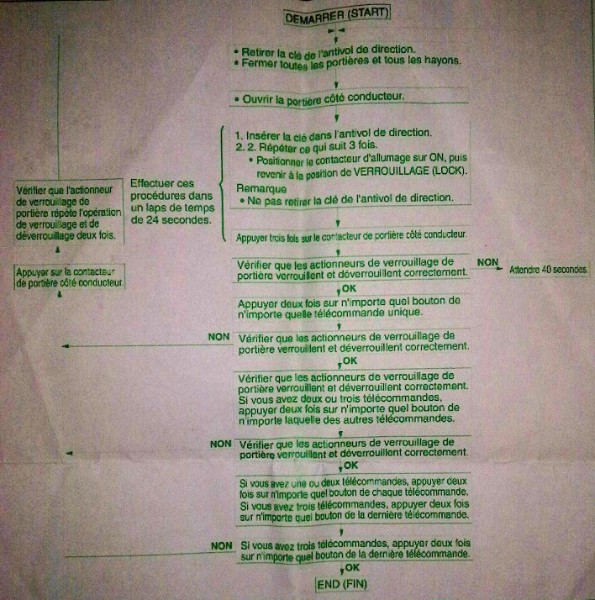 DEMARRER (START)
• Retirer la clé de l'antivol de direction.
• Fermer toutes les portières et tous les hayons.
• Ouvrir la portière côté conducteur.
Effectuer ces
procédures dans
un laps de temps
de 24 secondes.
1. Insérer la clé dans l'antivol de direction.
2. 2. Répéter ce qui suit 3 fois.
• Positionner le contacteur d'allumage sur ON, puis
revenir à la position de VERROUILLAGE (LOCK).
Remarque
• Ne pas retirer la clé de l'antivol de direction.
Appuyer trois fois sur le contacteur de portière côté conducteur.
Vérifier que l'actionneur
de verrouillage de
portière répète l'opération
de verrouillage et de
déverrouillage deux fois.
Appuyer sur la contacteur
de portière côté conducteur.
Vérifier que les actionneurs de verrouillage de
portière verrouillent et déverrouillent correctement.
NON
Attendre 40 secondes.
OK
Appuyer deux fois sur n'importe quel bouton de
n'importe quelle télécommande unique.
NON
Vérifier que les actionneurs de verrouillage de
portière verrouillent et déverrouillent correctement.
OK
Vérifier que les actionneurs de verrouillage de
portière verrouillent et déverrouillent correctement.
Si vous avez deux ou trois télécommandes,
appuyer deux fois sur n'importe quel bouton de
n'importe laquelle des autres télécommandes.
NON
Vérifier que les actionneurs de verrouillage de
portière verrouillent et déverrouillent correctement.
OK
Si vous avez une ou deux télécommandes, appuyer deux
fois sur n'importe quel bouton de chaque télécommande.
Si vous avez trois télécommandes, appuyer deux fois
sur n'importe quel bouton de la dernière télécommande.
NON
Si vous avez trois télécommandes, appuyer deux fois
sur n'importe quel bouton de la dernière télécommande.
OK
END (FIN)